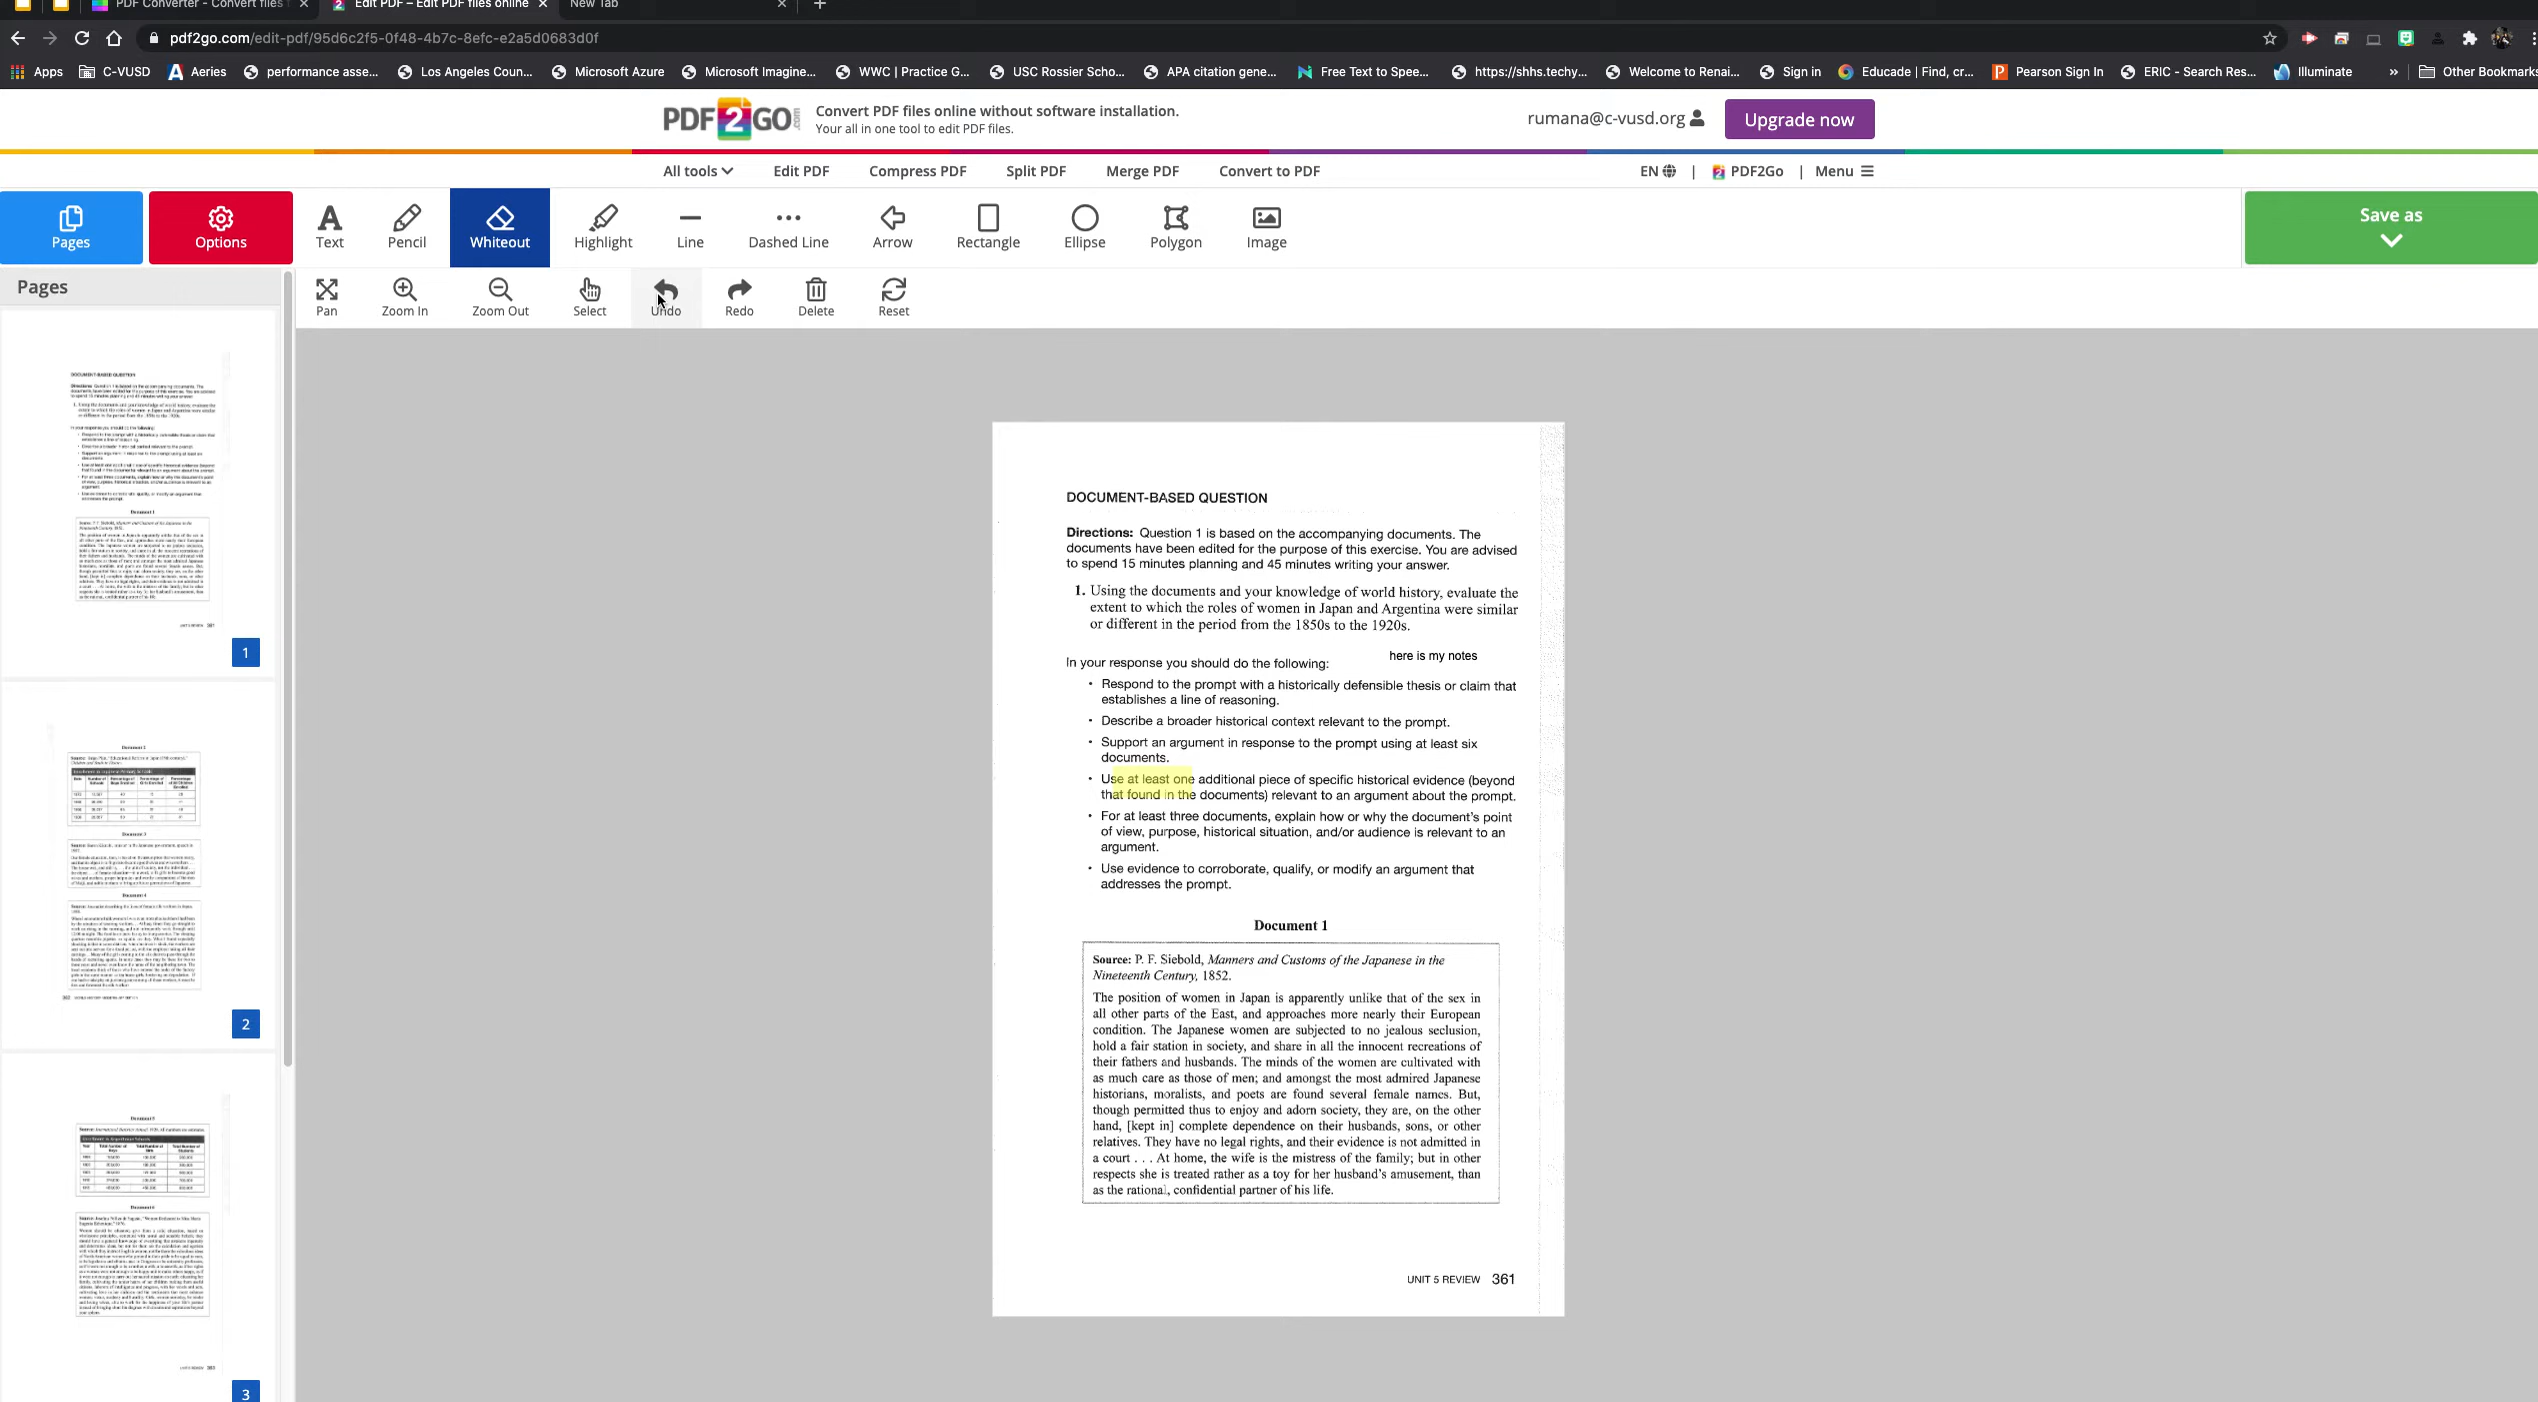 PDF Converter - Convert files
Edit PDF – Edit PDF files online
New Tab
pdf2go.com/edit-pdf/95d6c2f5-0f48-4b7c-8efc-e2a5d0683d0f
Apps C-VUSD Aeries performance asse... Los Angeles Coun... Microsoft Azure Microsoft Imagine... WWC | Practice G... USC Rossier Scho... APA citation gene... Free Text to Spee... https://shhs.techy... Welcome to Renai... Sign in Educade | Find, cr... Pearson Sign In ERIC - Search Res... Illuminate » Other Bookmarks
PDF2GO.com
Convert PDF files online without software installation.
Your all in one tool to edit PDF files.
rumana@c-vusd.org
Upgrade now
All tools Edit PDF Compress PDF Split PDF Merge PDF Convert to PDF
EN | PDF2Go | Menu
Pages Options Text Pencil Whiteout Highlight Line Dashed Line Arrow Rectangle Ellipse Polygon Image
Save as
Pages
Pan Zoom In Zoom Out Select Undo Redo Delete Reset
1
2
3
DOCUMENT-BASED QUESTION
Directions: Question 1 is based on the accompanying documents. The
documents have been edited for the purpose of this exercise. You are advised
to spend 15 minutes planning and 45 minutes writing your answer.
1. Using the documents and your knowledge of world history, evaluate the
extent to which the roles of women in Japan and Argentina were similar
or different in the period from the 1850s to the 1920s.
here is my notes
In your response you should do the following:
• Respond to the prompt with a historically defensible thesis or claim that
establishes a line of reasoning.
• Describe a broader historical context relevant to the prompt.
• Support an argument in response to the prompt using at least six
documents.
• Use at least one additional piece of specific historical evidence (beyond
that found in the documents) relevant to an argument about the prompt.
• For at least three documents, explain how or why the document's point
of view, purpose, historical situation, and/or audience is relevant to an
argument.
• Use evidence to corroborate, qualify, or modify an argument that
addresses the prompt.
Document 1
Source: P. F. Siebold, Manners and Customs of the Japanese in the
Nineteenth Century, 1852.
The position of women in Japan is apparently unlike that of the sex in
all other parts of the East, and approaches more nearly their European
condition. The Japanese women are subjected to no jealous seclusion,
hold a fair station in society, and share in all the innocent recreations of
their fathers and husbands. The minds of the women are cultivated with
as much care as those of men; and amongst the most admired Japanese
historians, moralists, and poets are found several female names. But,
though permitted thus to enjoy and adorn society, they are, on the other
hand, [kept in] complete dependence on their husbands, sons, or other
relatives. They have no legal rights, and their evidence is not admitted in
a court . . . At home, the wife is the mistress of the family; but in other
respects she is treated rather as a toy for her husband's amusement, than
as the rational, confidential partner of his life.
UNIT 5 REVIEW 361